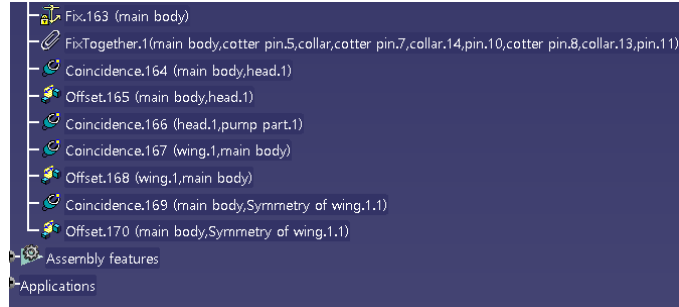 Fix.163 (main body)
FixTogether.1(main body,cotter pin.5,collar,cotter pin.7,collar.14,pin.10,cotter pin.8,collar.13,pin.11)
Coincidence.164 (main body,head.1)
Offset.165 (main body,head.1)
Coincidence.166 (head.1,pump part.1)
Coincidence.167 (wing.1,main body)
Offset.168 (wing.1,main body)
Coincidence.169 (main body,Symmetry of wing.1.1)
Offset.170 (main body,Symmetry of wing.1.1)
Assembly features
Applications